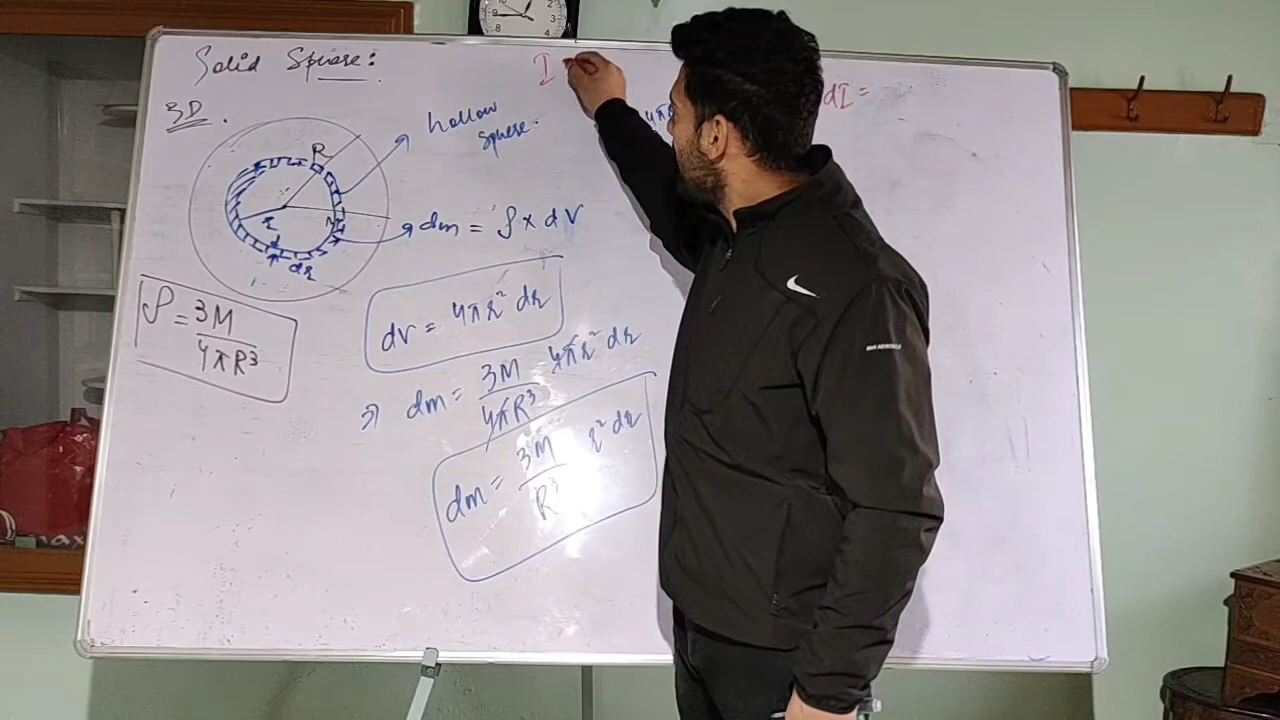 Solid Sphere:
3D.
R
hollow
sphere.
r
dr
dm = ρ × dV
I
4πr
dI =
ρ = 3M / 4πR³
dV = 4πr² dr
⇒ dm = 3M / 4πR³ 4πr² dr
dm = 3M / R³ r² dr